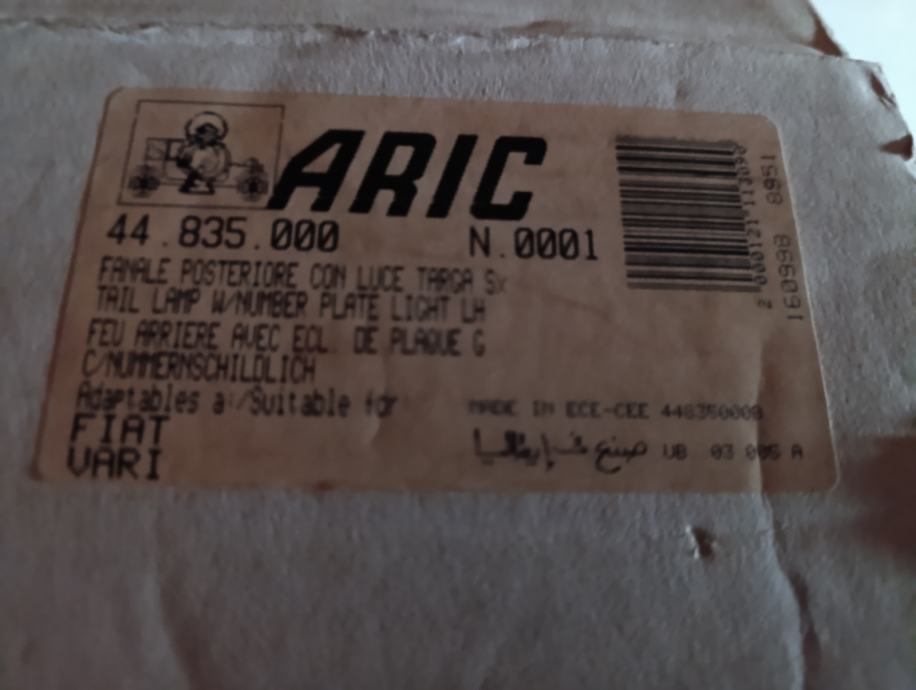 ARIC
44.835.000 N.0001
FANALE POSTERIORE CON LUCE TARGA Sx
TAIL LAMP W/NUMBER PLATE LIGHT LH
FEU ARRIERE AVEC ECL. DE PLAQUE G
C/NUMMERNSCHILDLICH
Adaptables a:/Suitable for
FIAT
VARI
MADE IN ECE-CEE
صنع في إيطاليا UB 03 005 A
160998 8951